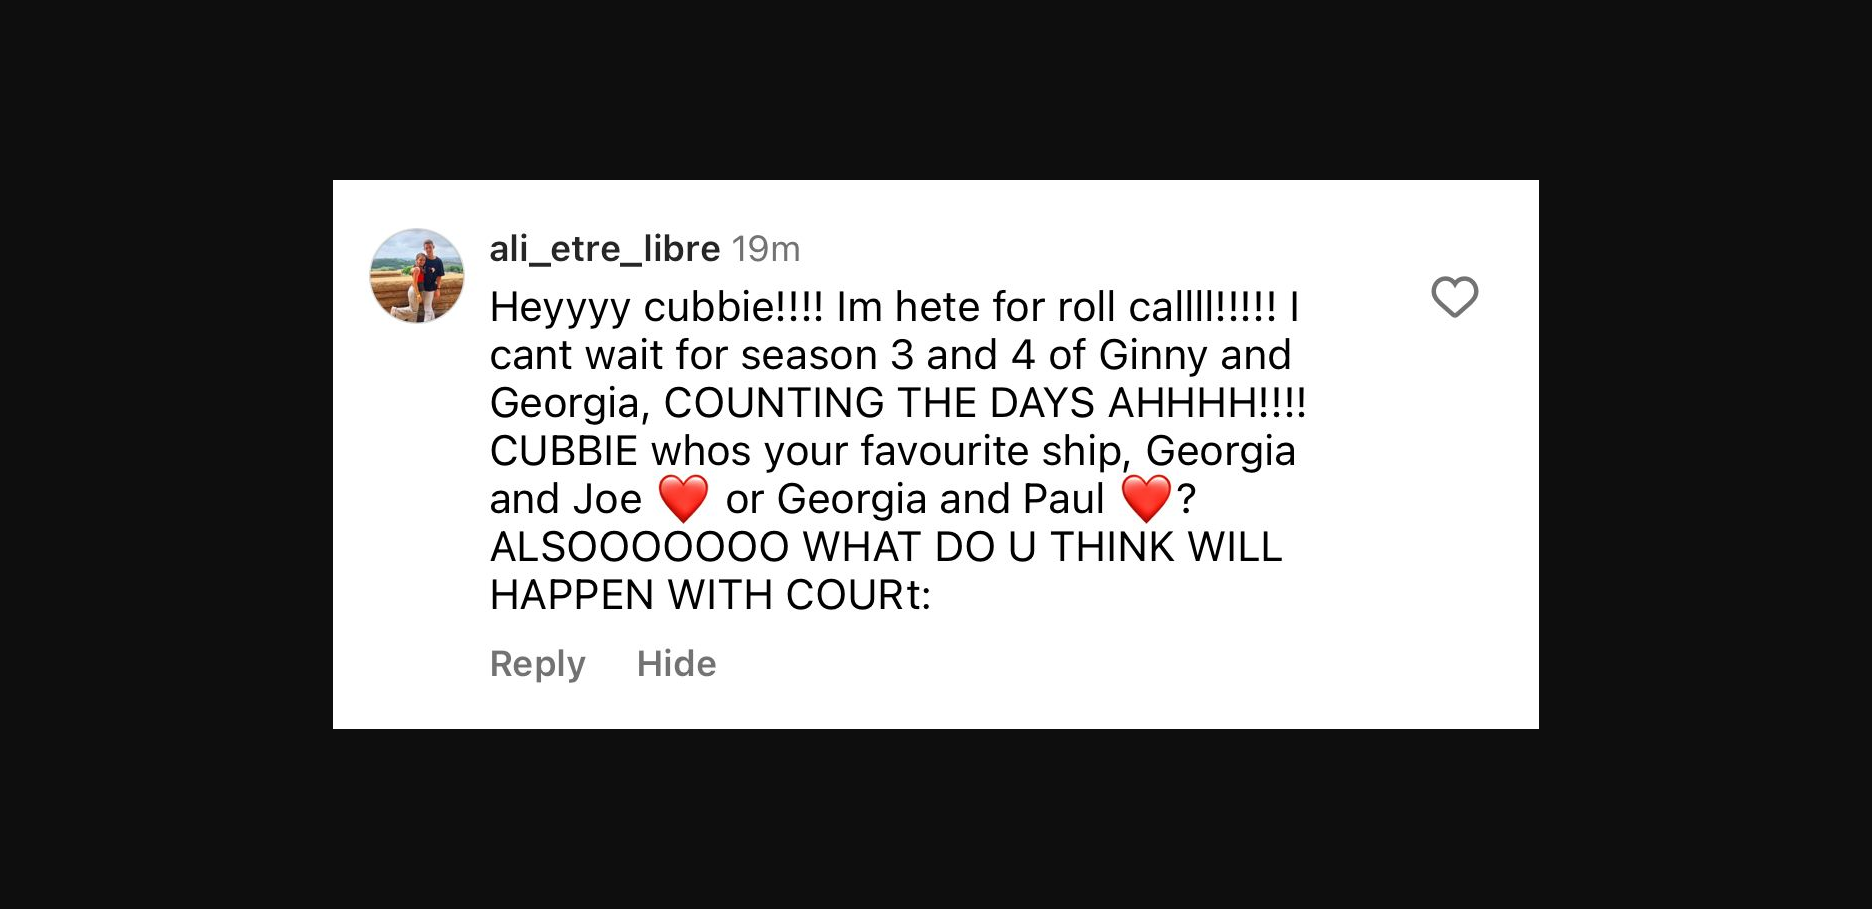 ali_etre_libre 19m
Heyyyy cubbie!!!! Im hete for roll callll!!!!! I
cant wait for season 3 and 4 of Ginny and
Georgia, COUNTING THE DAYS AHHHH!!!!
CUBBIE whos your favourite ship, Georgia
and Joe ❤️ or Georgia and Paul ❤️?
ALSOOOOOOO WHAT DO U THINK WILL
HAPPEN WITH COURt:
Reply Hide